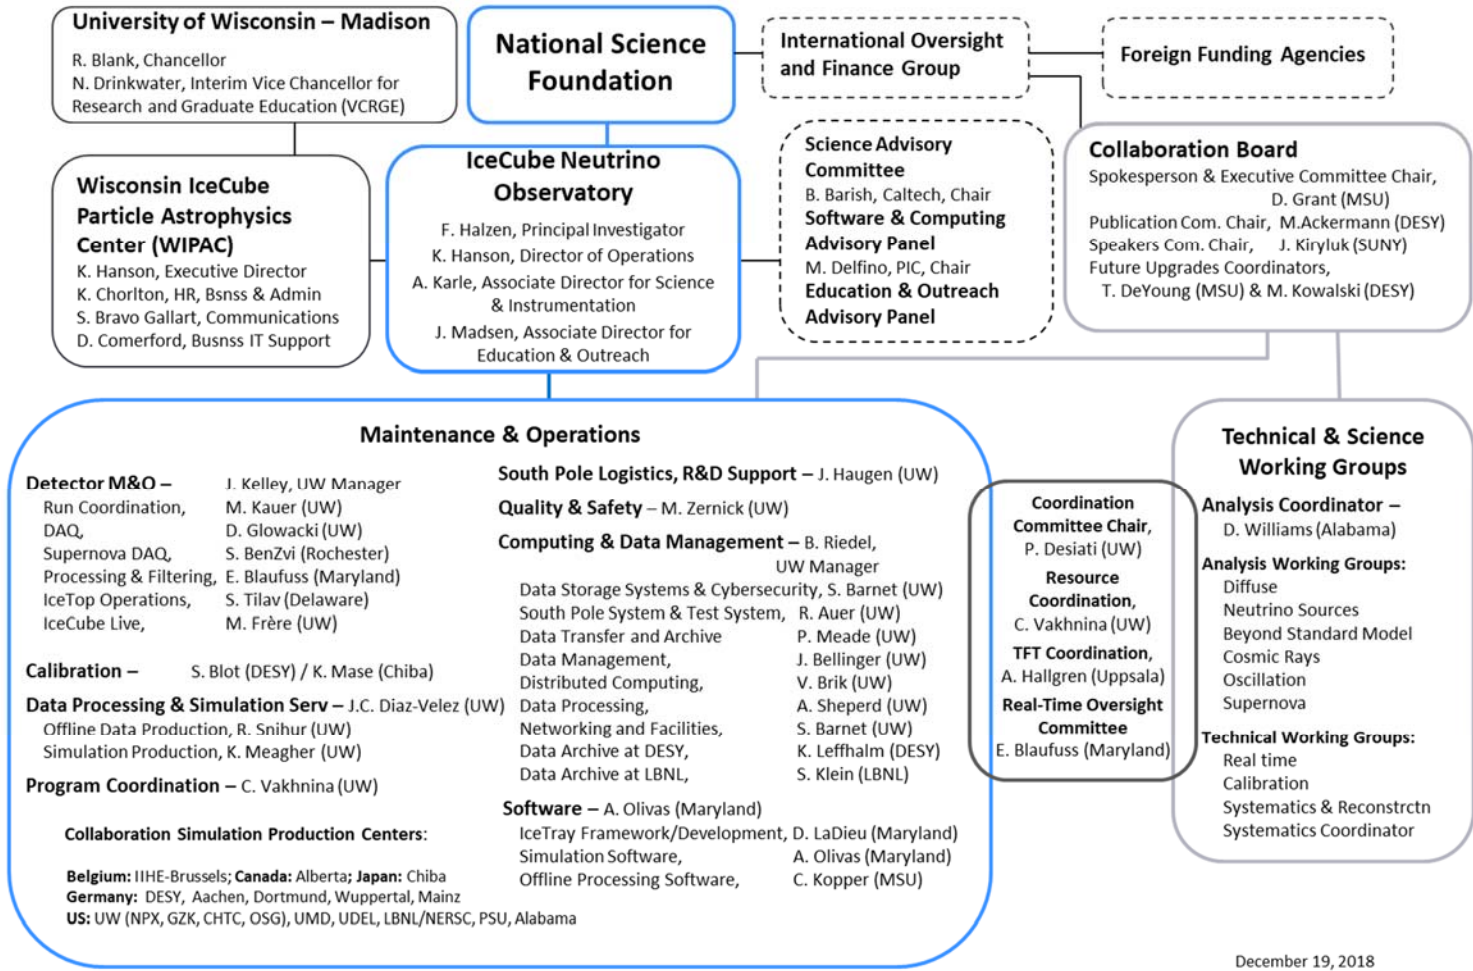 University of Wisconsin – Madison
R. Blank, Chancellor
N. Drinkwater, Interim Vice Chancellor for
Research and Graduate Education (VCRGE)
National Science
Foundation
International Oversight
and Finance Group
Foreign Funding Agencies
Wisconsin IceCube
Particle Astrophysics
Center (WIPAC)
K. Hanson, Executive Director
K. Chorlton, HR, Bsnss & Admin
S. Bravo Gallart, Communications
D. Comerford, Busnss IT Support
IceCube Neutrino
Observatory
F. Halzen, Principal Investigator
K. Hanson, Director of Operations
A. Karle, Associate Director for Science
& Instrumentation
J. Madsen, Associate Director for
Education & Outreach
Science Advisory
Committee
B. Barish, Caltech, Chair
Software & Computing
Advisory Panel
M. Delfino, PIC, Chair
Education & Outreach
Advisory Panel
Collaboration Board
Spokesperson & Executive Committee Chair,
D. Grant (MSU)
Publication Com. Chair, M.Ackermann (DESY)
Speakers Com. Chair, J. Kiryluk (SUNY)
Future Upgrades Coordinators,
T. DeYoung (MSU) & M. Kowalski (DESY)
Maintenance & Operations
Detector M&O – J. Kelley, UW Manager
Run Coordination, M. Kauer (UW)
DAQ, D. Glowacki (UW)
Supernova DAQ, S. BenZvi (Rochester)
Processing & Filtering, E. Blaufuss (Maryland)
IceTop Operations, S. Tilav (Delaware)
IceCube Live, M. Frère (UW)
Calibration – S. Blot (DESY) / K. Mase (Chiba)
Data Processing & Simulation Serv – J.C. Diaz-Velez (UW)
Offline Data Production, R. Snihur (UW)
Simulation Production, K. Meagher (UW)
Program Coordination – C. Vakhnina (UW)
Collaboration Simulation Production Centers:
Belgium: IIHE-Brussels; Canada: Alberta; Japan: Chiba
Germany: DESY, Aachen, Dortmund, Wuppertal, Mainz
US: UW (NPX, GZK, CHTC, OSG), UMD, UDEL, LBNL/NERSC, PSU, Alabama
South Pole Logistics, R&D Support – J. Haugen (UW)
Quality & Safety – M. Zernick (UW)
Computing & Data Management – B. Riedel,
UW Manager
Data Storage Systems & Cybersecurity, S. Barnet (UW)
South Pole System & Test System, R. Auer (UW)
Data Transfer and Archive P. Meade (UW)
Data Management, J. Bellinger (UW)
Distributed Computing, V. Brik (UW)
Data Processing, A. Sheperd (UW)
Networking and Facilities, S. Barnet (UW)
Data Archive at DESY, K. Leffhalm (DESY)
Data Archive at LBNL, S. Klein (LBNL)
Software – A. Olivas (Maryland)
IceTray Framework/Development, D. LaDieu (Maryland)
Simulation Software, A. Olivas (Maryland)
Offline Processing Software, C. Kopper (MSU)
Coordination
Committee Chair,
P. Desiati (UW)
Resource
Coordination,
C. Vakhnina (UW)
TFT Coordination,
A. Hallgren (Uppsala)
Real-Time Oversight
Committee
E. Blaufuss (Maryland)
Technical & Science
Working Groups
Analysis Coordinator –
D. Williams (Alabama)
Analysis Working Groups:
Diffuse
Neutrino Sources
Beyond Standard Model
Cosmic Rays
Oscillation
Supernova
Technical Working Groups:
Real time
Calibration
Systematics & Reconstrctn
Systematics Coordinator
December 19, 2018